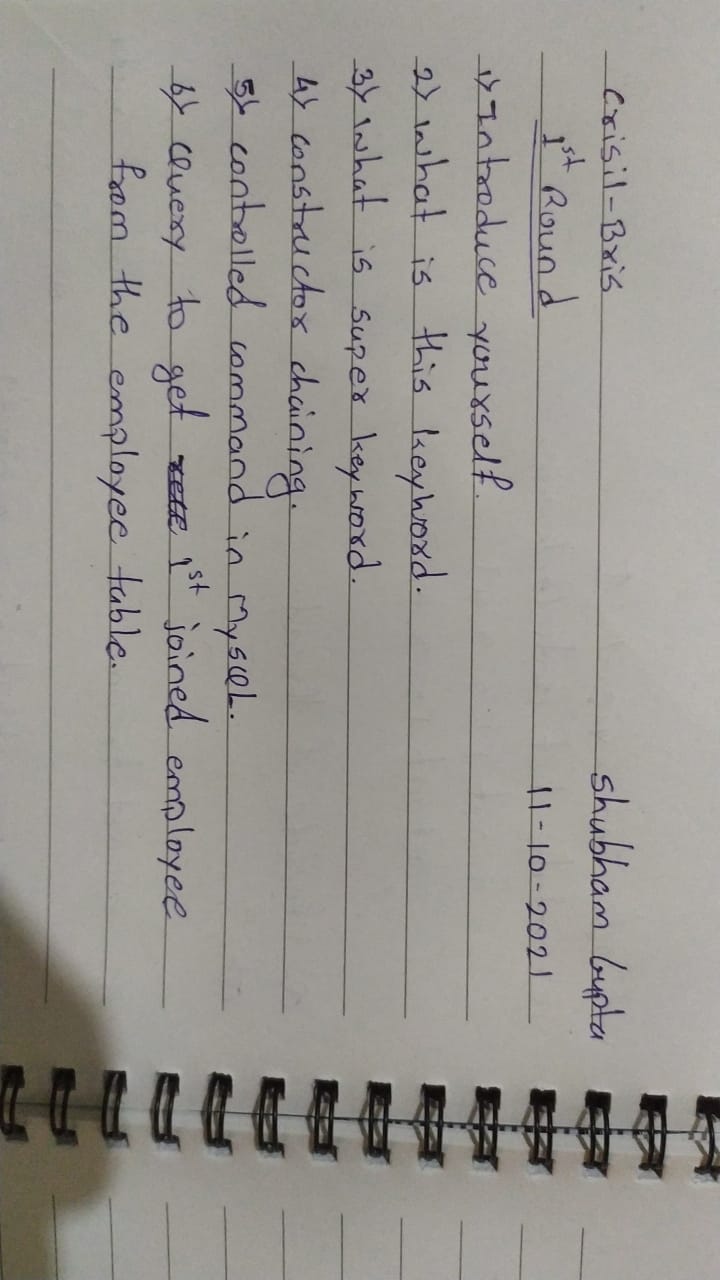 Crisil-Bris
Shubham Gupta
1st Round
11-10-2021
1) Introduce yourself.
2) What is this keyword.
3) What is super keyword.
4) constructor chaining.
5) controlled command in MySQL.
6) Query to get 1st joined employee
from the employee table.